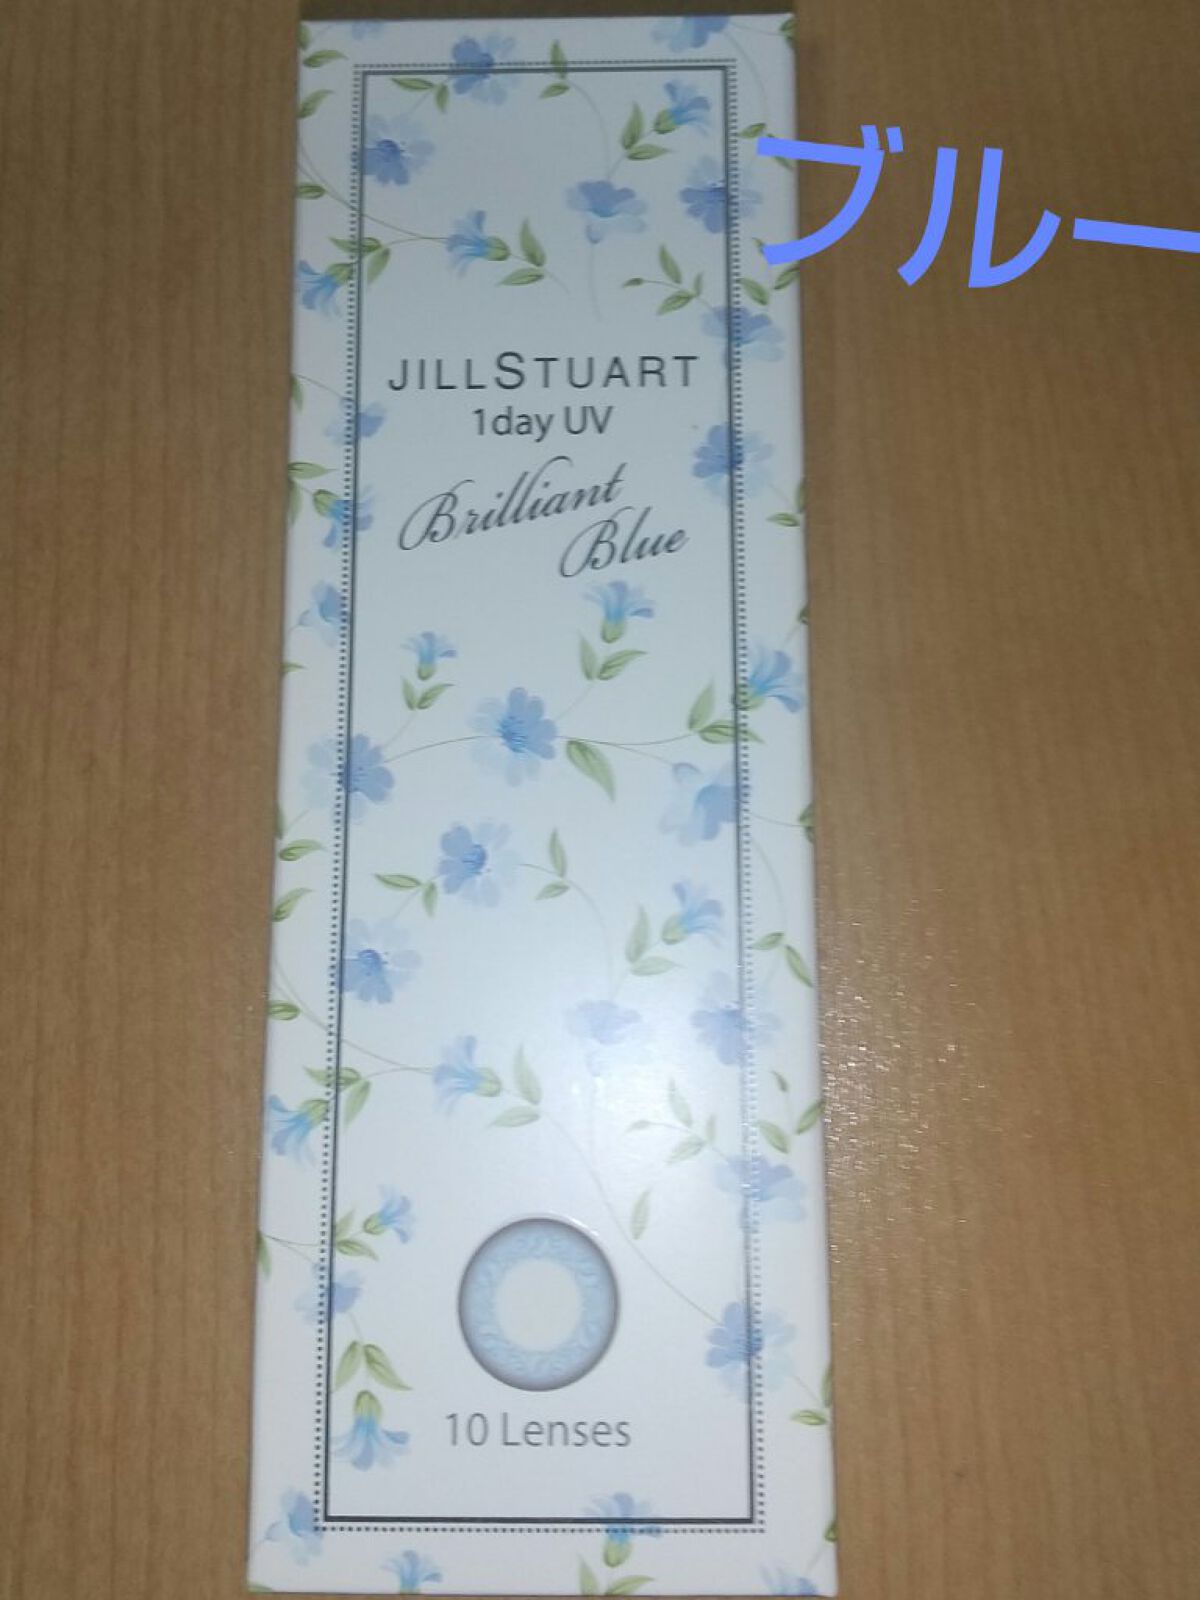 ブルー
JILLSTUART
1day UV
Brilliant
Blue
10 Lenses